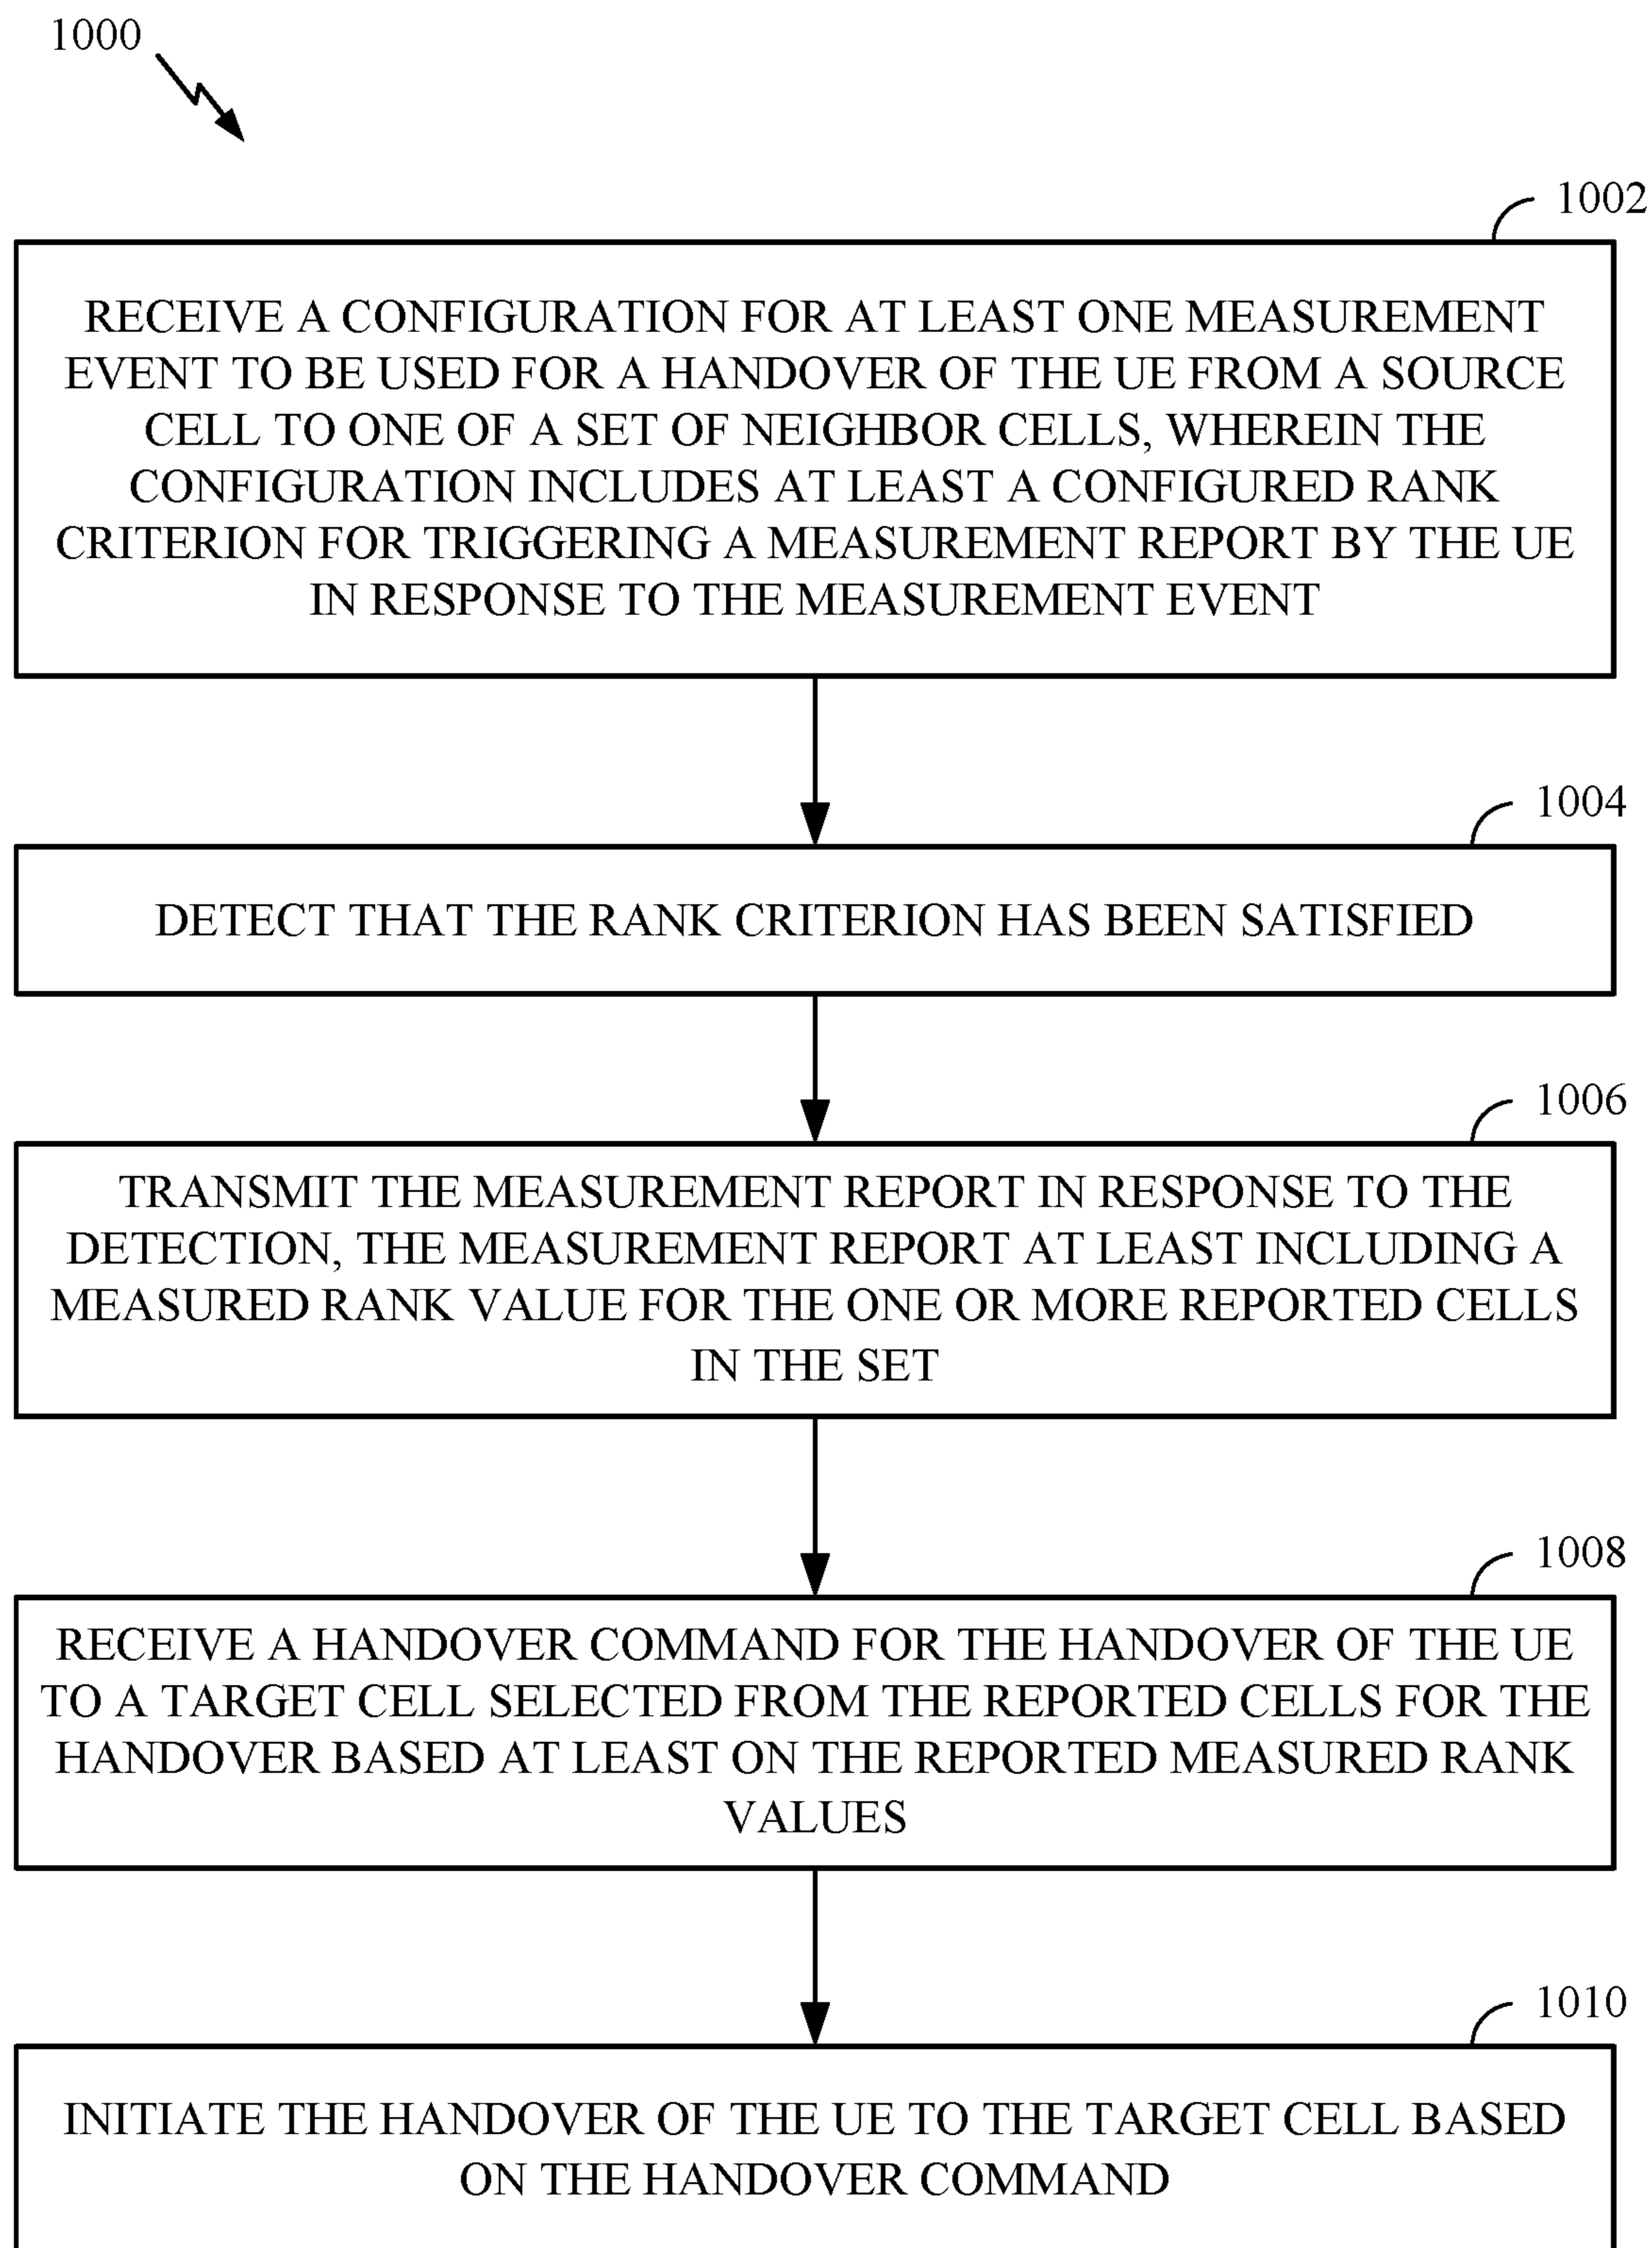 1000
1002
RECEIVE A CONFIGURATION FOR AT LEAST ONE MEASUREMENT
EVENT TO BE USED FOR A HANDOVER OF THE UE FROM A SOURCE
CELL TO ONE OF A SET OF NEIGHBOR CELLS, WHEREIN THE
CONFIGURATION INCLUDES AT LEAST A CONFIGURED RANK
CRITERION FOR TRIGGERING A MEASUREMENT REPORT BY THE UE
IN RESPONSE TO THE MEASUREMENT EVENT
1004
DETECT THAT THE RANK CRITERION HAS BEEN SATISFIED
1006
TRANSMIT THE MEASUREMENT REPORT IN RESPONSE TO THE
DETECTION, THE MEASUREMENT REPORT AT LEAST INCLUDING A
MEASURED RANK VALUE FOR THE ONE OR MORE REPORTED CELLS
IN THE SET
1008
RECEIVE A HANDOVER COMMAND FOR THE HANDOVER OF THE UE
TO A TARGET CELL SELECTED FROM THE REPORTED CELLS FOR THE
HANDOVER BASED AT LEAST ON THE REPORTED MEASURED RANK
VALUES
1010
INITIATE THE HANDOVER OF THE UE TO THE TARGET CELL BASED
ON THE HANDOVER COMMAND